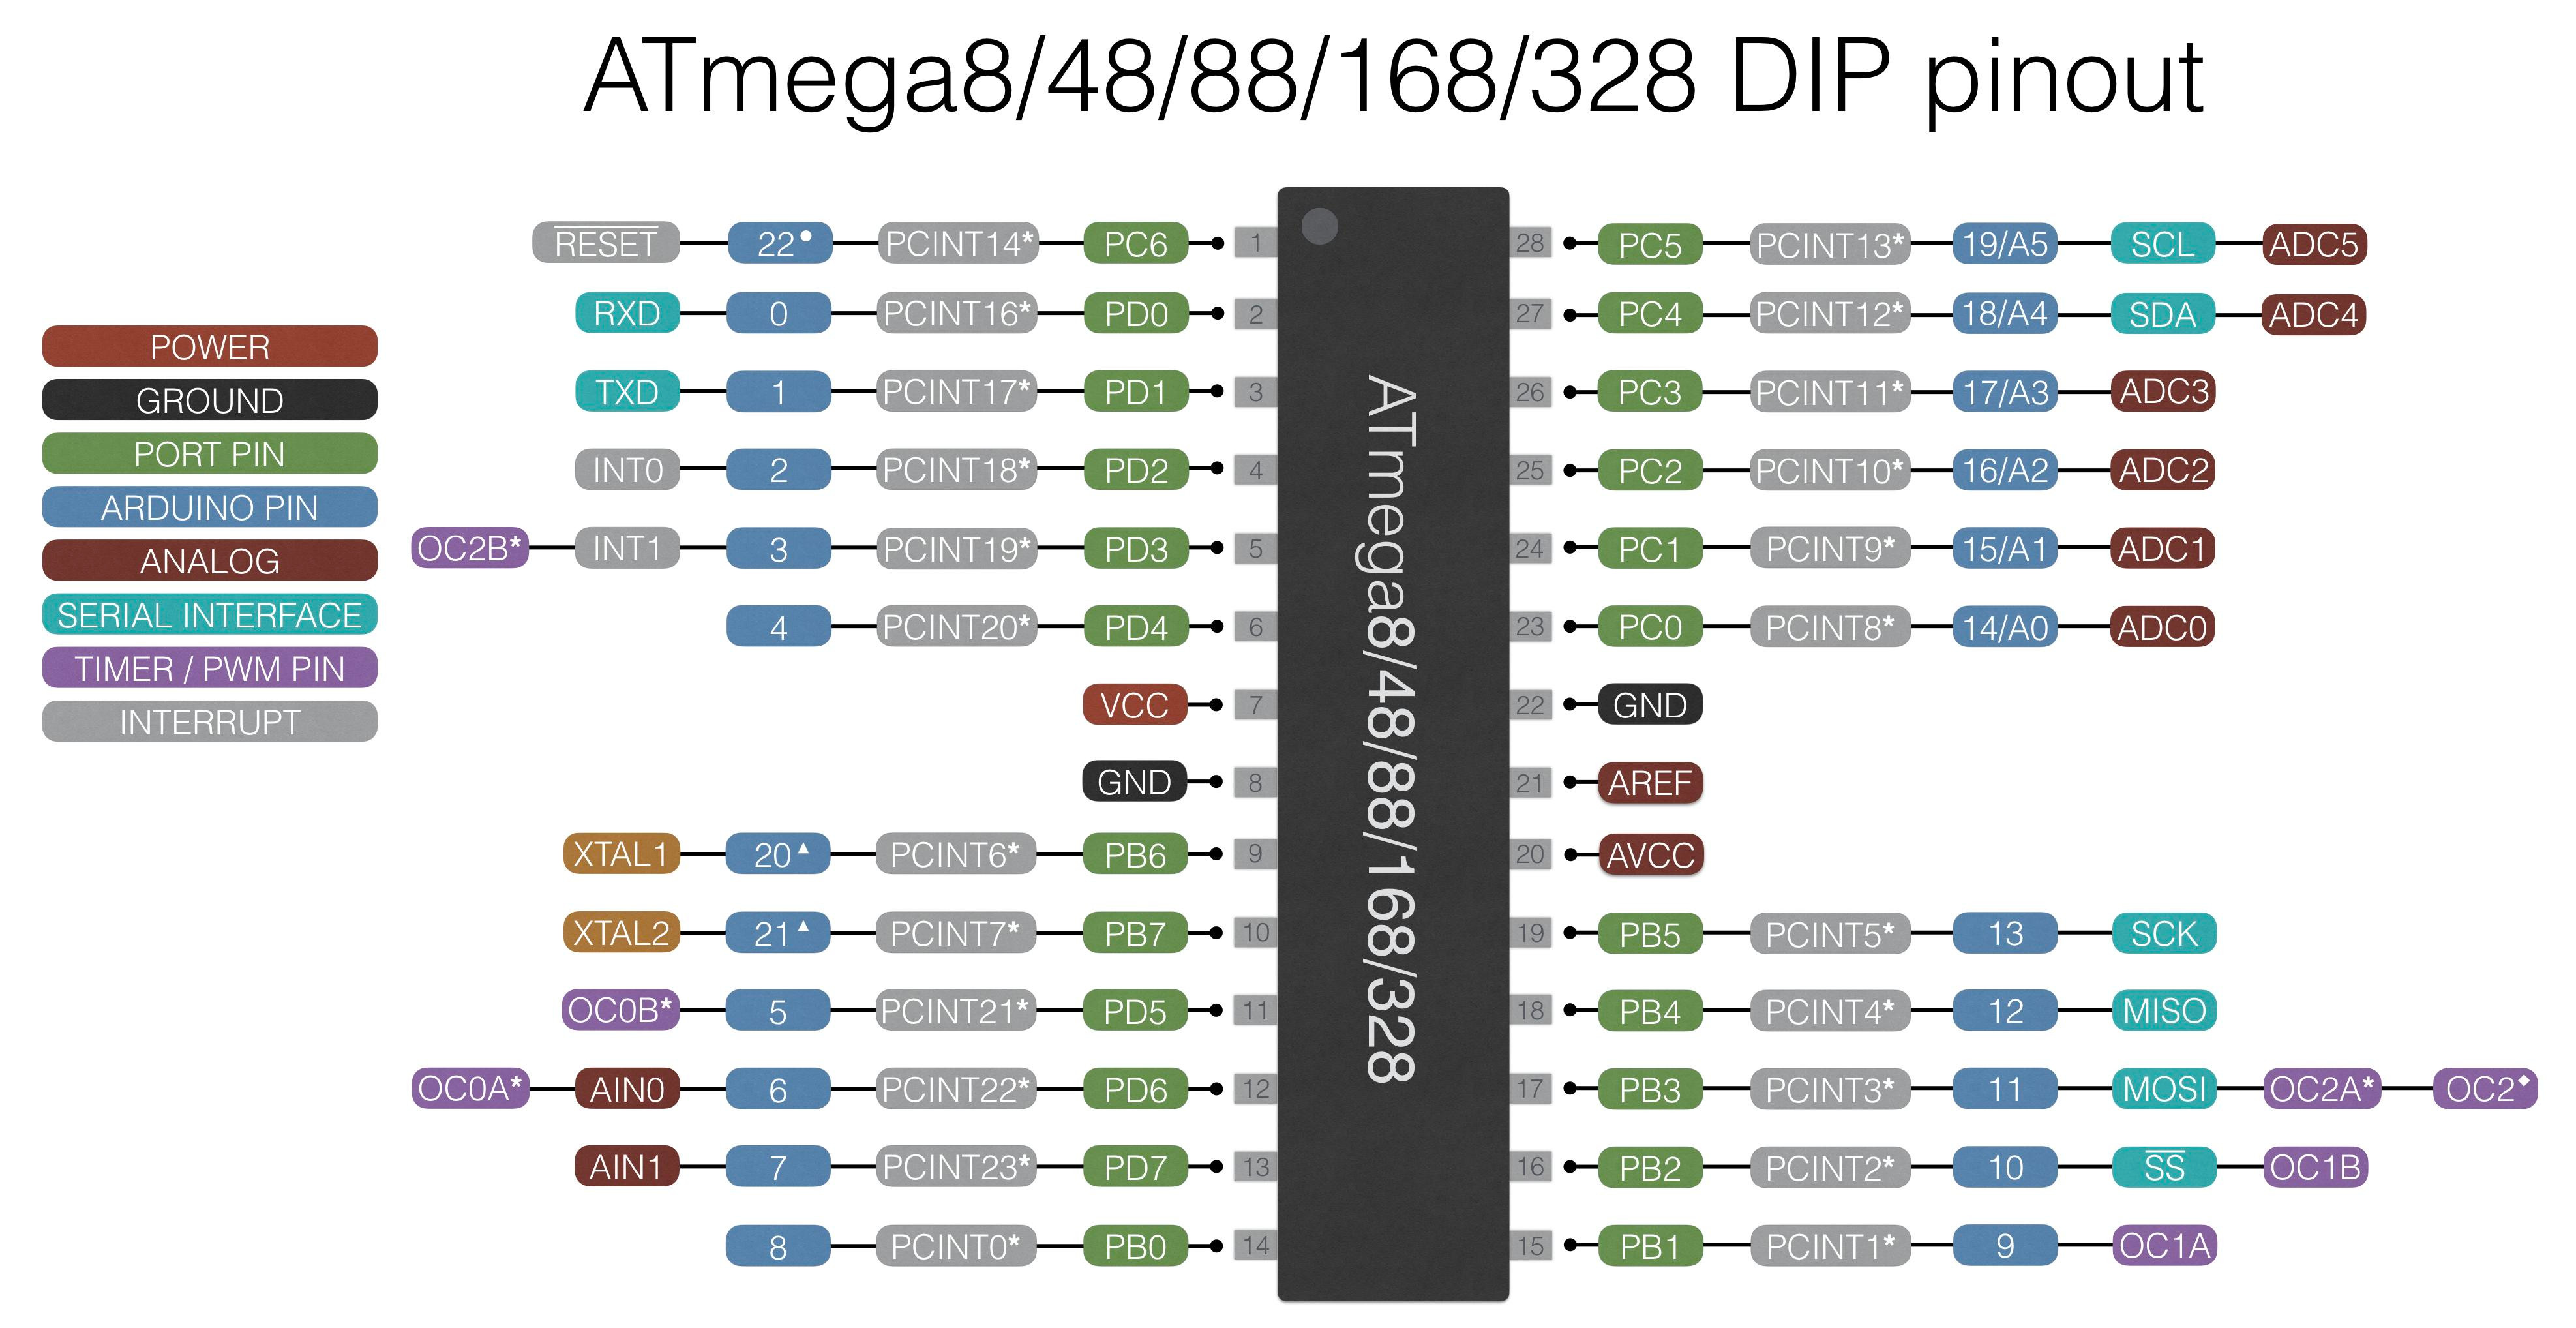 ATmega8/48/88/168/328 DIP pinout
POWER
GROUND
PORT PIN
ARDUINO PIN
ANALOG
SERIAL INTERFACE
TIMER / PWM PIN
INTERRUPT
RESET 22● PCINT14* PC6 1
RXD 0 PCINT16* PD0 2
TXD 1 PCINT17* PD1 3
INT0 2 PCINT18* PD2 4
OC2B* INT1 3 PCINT19* PD3 5
4 PCINT20* PD4 6
VCC 7
GND 8
XTAL1 20▲ PCINT6* PB6 9
XTAL2 21▲ PCINT7* PB7 10
OC0B* 5 PCINT21* PD5 11
OC0A* AIN0 6 PCINT22* PD6 12
AIN1 7 PCINT23* PD7 13
8 PCINT0* PB0 14
ATmega8/48/88/168/328
28 PC5 PCINT13* 19/A5 SCL ADC5
27 PC4 PCINT12* 18/A4 SDA ADC4
26 PC3 PCINT11* 17/A3 ADC3
25 PC2 PCINT10* 16/A2 ADC2
24 PC1 PCINT9* 15/A1 ADC1
23 PC0 PCINT8* 14/A0 ADC0
22 GND
21 AREF
20 AVCC
19 PB5 PCINT5* 13 SCK
18 PB4 PCINT4* 12 MISO
17 PB3 PCINT3* 11 MOSI OC2A* OC2◆
16 PB2 PCINT2* 10 SS OC1B
15 PB1 PCINT1* 9 OC1A